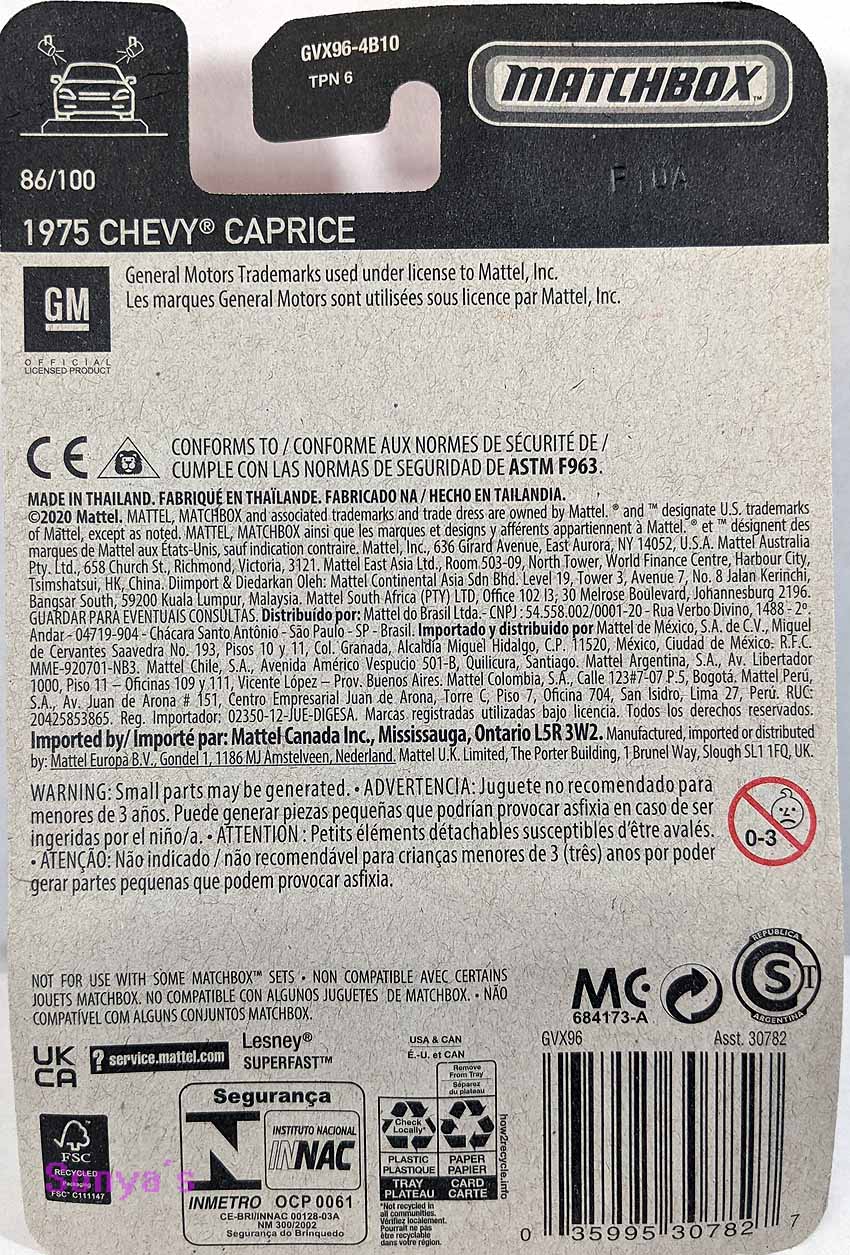 GVX96-4B10
TPN 6
MATCHBOX™
86/100
1975 CHEVY® CAPRICE
GM
OFFICIAL
LICENSED PRODUCT
General Motors Trademarks used under license to Mattel, Inc.
Les marques General Motors sont utilisées sous licence par Mattel, Inc.
CE
CONFORMS TO / CONFORME AUX NORMES DE SÉCURITÉ DE /
CUMPLE CON LAS NORMAS DE SEGURIDAD DE ASTM F963.
MADE IN THAILAND. FABRIQUÉ EN THAÏLANDE. FABRICADO NA / HECHO EN TAILANDIA.
©2020 Mattel. MATTEL, MATCHBOX and associated trademarks and trade dress are owned by Mattel. ® and ™ designate U.S. trademarks
of Mattel, except as noted. MATTEL, MATCHBOX ainsi que les marques et designs y afférents appartiennent à Mattel. ® et ™ désignent des
marques de Mattel aux États-Unis, sauf indication contraire. Mattel, Inc., 636 Girard Avenue, East Aurora, NY 14052, U.S.A. Mattel Australia
Pty. Ltd., 658 Church St., Richmond, Victoria, 3121. Mattel East Asia Ltd., Room 503-09, North Tower, World Finance Centre, Harbour City,
Tsimshatsui, HK, China. Diimport & Diedarkan Oleh: Mattel Continental Asia Sdn Bhd. Level 19, Tower 3, Avenue 7, No. 8 Jalan Kerinchi,
Bangsar South, 59200 Kuala Lumpur, Malaysia. Mattel South Africa (PTY) LTD, Office 102 I3, 30 Melrose Boulevard, Johannesburg 2196.
GUARDAR PARA EVENTUAIS CONSULTAS. Distribuído por: Mattel do Brasil Ltda.- CNPJ : 54.558.002/0001-20 - Rua Verbo Divino, 1488 - 2º.
Andar - 04719-904 - Chácara Santo Antônio - São Paulo - SP - Brasil. Importado y distribuido por Mattel de México, S.A. de C.V., Miguel
de Cervantes Saavedra No. 193, Pisos 10 y 11, Col. Granada, Alcaldía Miguel Hidalgo, C.P. 11520, México, Ciudad de México. R.F.C.
MME-920701-NB3. Mattel Chile, S.A., Avenida Américo Vespucio 501-B, Quilicura, Santiago. Mattel Argentina, S.A., Av. Libertador
1000, Piso 11 – Oficinas 109 y 111, Vicente López – Prov. Buenos Aires. Mattel Colombia, S.A., Calle 123#7-07 P.5, Bogotá. Mattel Perú,
S.A., Av. Juan de Arona # 151, Centro Empresarial Juan de Arona, Torre C, Piso 7, Oficina 704, San Isidro, Lima 27, Perú. RUC:
20425853865. Reg. Importador: 02350-12-JUE-DIGESA. Marcas registradas utilizadas bajo licencia. Todos los derechos reservados.
Imported by/ Importé par: Mattel Canada Inc., Mississauga, Ontario L5R 3W2. Manufactured, imported or distributed
by: Mattel Europa B.V., Gondel 1, 1186 MJ Amstelveen, Nederland. Mattel U.K. Limited, The Porter Building, 1 Brunel Way, Slough SL1 1FQ, UK.
WARNING: Small parts may be generated. • ADVERTENCIA: Juguete no recomendado para
menores de 3 años. Puede generar piezas pequeñas que podrían provocar asfixia en caso de ser
ingeridas por el niño/a. • ATTENTION : Petits éléments détachables susceptibles d'être avalés.
• ATENÇÃO: Não indicado / não recomendável para crianças menores de 3 (três) anos por poder
gerar partes pequenas que podem provocar asfixia.
0-3
NOT FOR USE WITH SOME MATCHBOX™ SETS • NON COMPATIBLE AVEC CERTAINS
JOUETS MATCHBOX. NO COMPATIBLE CON ALGUNOS JUGUETES DE MATCHBOX. • NÃO
COMPATÍVEL COM ALGUNS CONJUNTOS MATCHBOX.
MC
684173-A
REPUBLICA
S T
ARGENTINA
GVX96
Asst. 30782
UK
CA
? service.mattel.com
Lesney®
SUPERFAST™
USA & CAN
É.-U. et CAN
Remove
From Tray
Séparez
du plateau
Check
Locally*
PLASTIC
PLASTIQUE
TRAY
PLATEAU
PAPER
PAPIER
CARD
CARTE
*Not recycled in
all communities.
Vérifiez localement.
Pourrait ne pas
être recyclable
dans votre région.
how2recycle.info
Segurança
INSTITUTO NACIONAL
INNAC
INMETRO OCP 0061
CE-BRI/INNAC 00128-03A
NM 300/2002
Segurança do Brinquedo
FSC
RECYCLED
Packaging
FSC® C111147
Sonya's
0 35995 30782 7